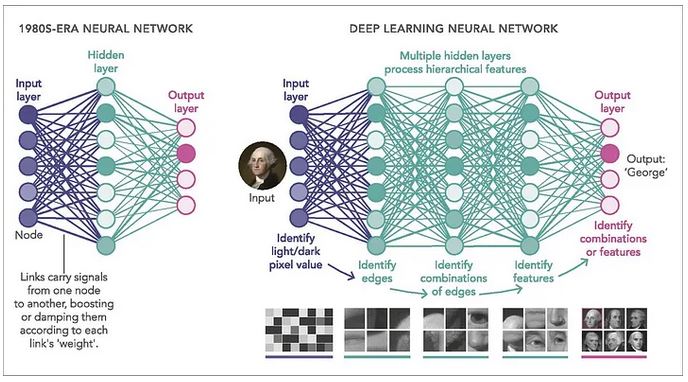 1980S-ERA NEURAL NETWORK
Hidden
layer
Input
layer
Output
layer
Node
Links carry signals
from one node
to another, boosting
or damping them
according to each
link's 'weight'.
DEEP LEARNING NEURAL NETWORK
Multiple hidden layers
process hierarchical features
Input
layer
Output
layer
Input
Output:
'George'
Identify
light/dark
pixel value
Identify
edges
Identify
combinations
of edges
Identify
features
Identify
combinations
or features